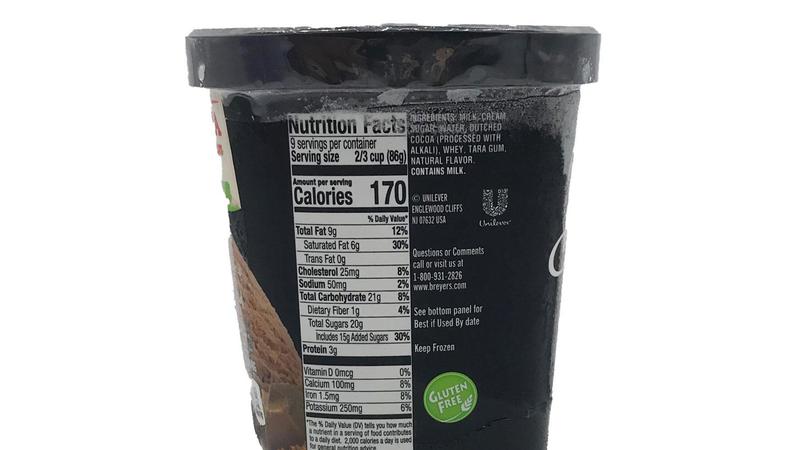 Nutrition Facts
9 servings per container
Serving size 2/3 cup (86g)
Amount per serving
Calories 170
% Daily Value*
Total Fat 9g 12%
Saturated Fat 6g 30%
Trans Fat 0g
Cholesterol 25mg 8%
Sodium 50mg 2%
Total Carbohydrate 21g 8%
Dietary Fiber 1g 4%
Total Sugars 20g
Includes 15g Added Sugars 30%
Protein 3g
Vitamin D 0mcg 0%
Calcium 100mg 8%
Iron 1.5mg 8%
Potassium 250mg 6%
*The % Daily Value (DV) tells you how much
a nutrient in a serving of food contributes
to a daily diet. 2,000 calories a day is used
for general nutrition advice.
INGREDIENTS: MILK, CREAM,
SUGAR, WATER, DUTCHED
COCOA (PROCESSED WITH
ALKALI), WHEY, TARA GUM,
NATURAL FLAVOR.
CONTAINS MILK.
© UNILEVER
ENGLEWOOD CLIFFS
NJ 07632 USA
Unilever
Questions or Comments
call or visit us at
1-800-931-2826
www.breyers.com
See bottom panel for
Best if Used By date
Keep Frozen
GLUTEN
FREE